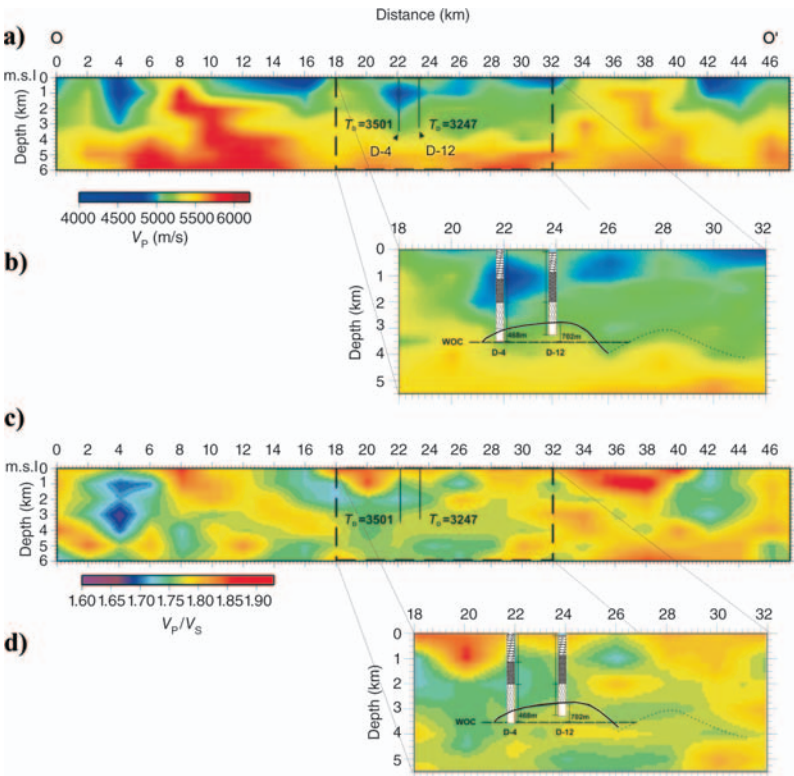 Distance (km)
a)
O
O'
0 2 4 6 8 10 12 14 16 18 20 22 24 26 28 30 32 34 36 38 40 42 44 46
m.s.l
0
1
2
3
4
5
6
Depth (km)
T₀=3501
T₀=3247
D-4
D-12
4000 4500 5000 5500 6000
VP (m/s)
b)
18 20 22 24 26 28 30 32
0
1
2
3
4
5
Depth (km)
468m
702m
WOC
D-4
D-12
c)
0 2 4 6 8 10 12 14 16 18 20 22 24 26 28 30 32 34 36 38 40 42 44 46
m.s.l
0
1
2
3
4
5
6
Depth (km)
T₀=3501
T₀=3247
1.60 1.65 1.70 1.75 1.80 1.85 1.90
VP/VS
d)
18 20 22 24 26 28 30 32
0
1
2
3
4
5
Depth (km)
468m
702m
WOC
D-4
D-12